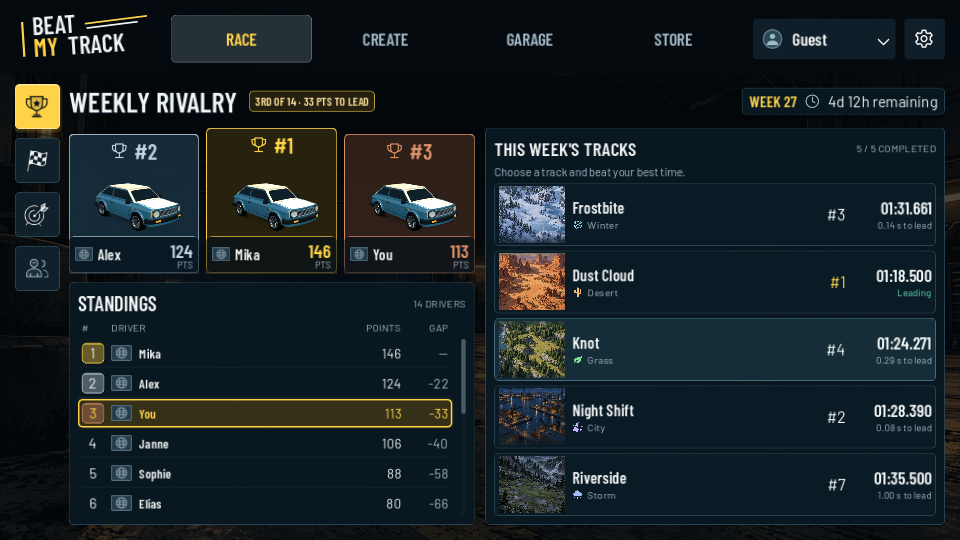 BEAT
MY TRACK
RACE
CREATE
GARAGE
STORE
Guest
WEEKLY RIVALRY
3RD OF 14 · 33 PTS TO LEAD
WEEK 27
4d 12h remaining
#2
Alex
124
PTS
#1
Mika
146
PTS
#3
You
113
PTS
STANDINGS
14 DRIVERS
# DRIVER POINTS GAP
1 Mika 146 –
2 Alex 124 -22
3 You 113 -33
4 Janne 106 -40
5 Sophie 88 -58
6 Elias 80 -66
THIS WEEK'S TRACKS
5 / 5 COMPLETED
Choose a track and beat your best time.
Frostbite #3 01:31.661
Winter 0.14 s to lead
Dust Cloud #1 01:18.500
Desert Leading
Knot #4 01:24.271
Grass 0.29 s to lead
Night Shift #2 01:28.390
City 0.08 s to lead
Riverside #7 01:35.500
Storm 1.00 s to lead